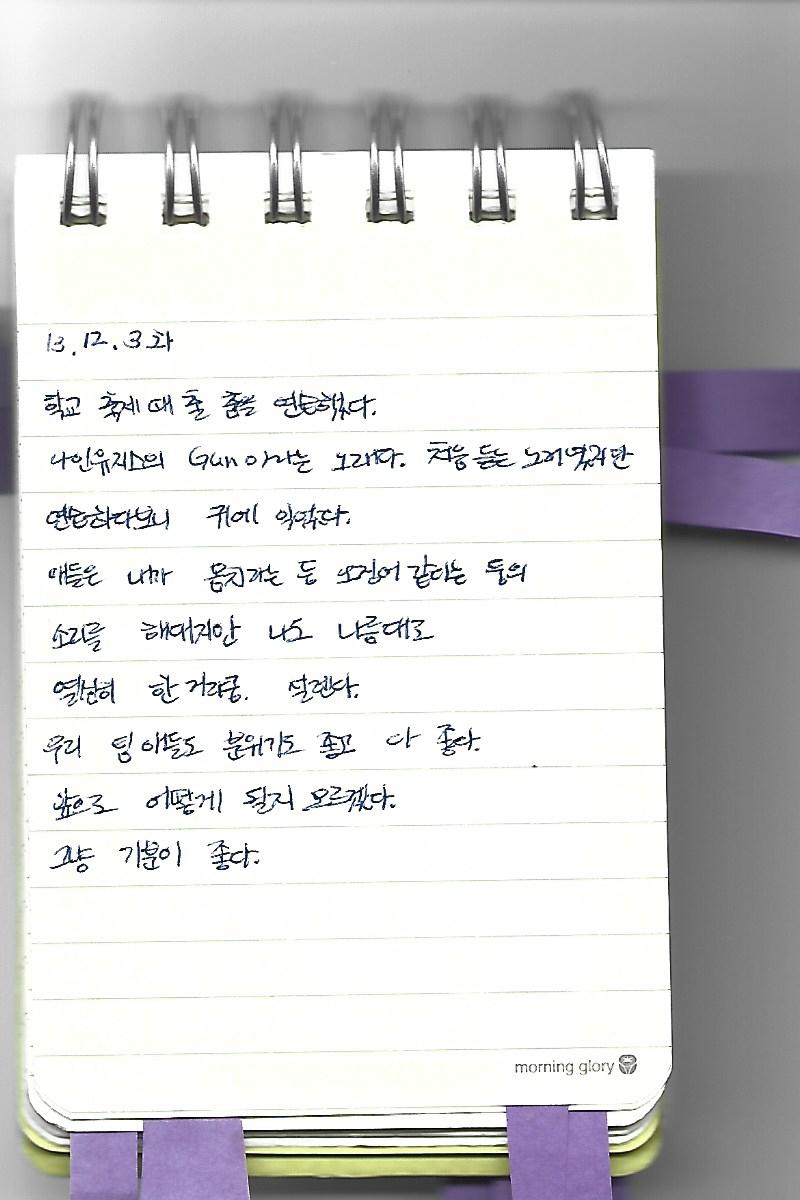 13.12.3 화
학교 축제 때 출 춤을 연습했다.
나인뮤지스의 Gun 이라는 노래다. 처음 듣는 노래였지만
연습하다보니 귀에 익었다.
애들은 내가 몸치라는 등 오징어 같다는 등의
소리를 해대지만 나도 나름대로
열심히 한 거라궁. 설렌다.
우리 팀 애들도 분위기도 좋고 다 좋다.
앞으로 어떻게 될지 모르겠다.
그냥 기분이 좋다.
morning glory